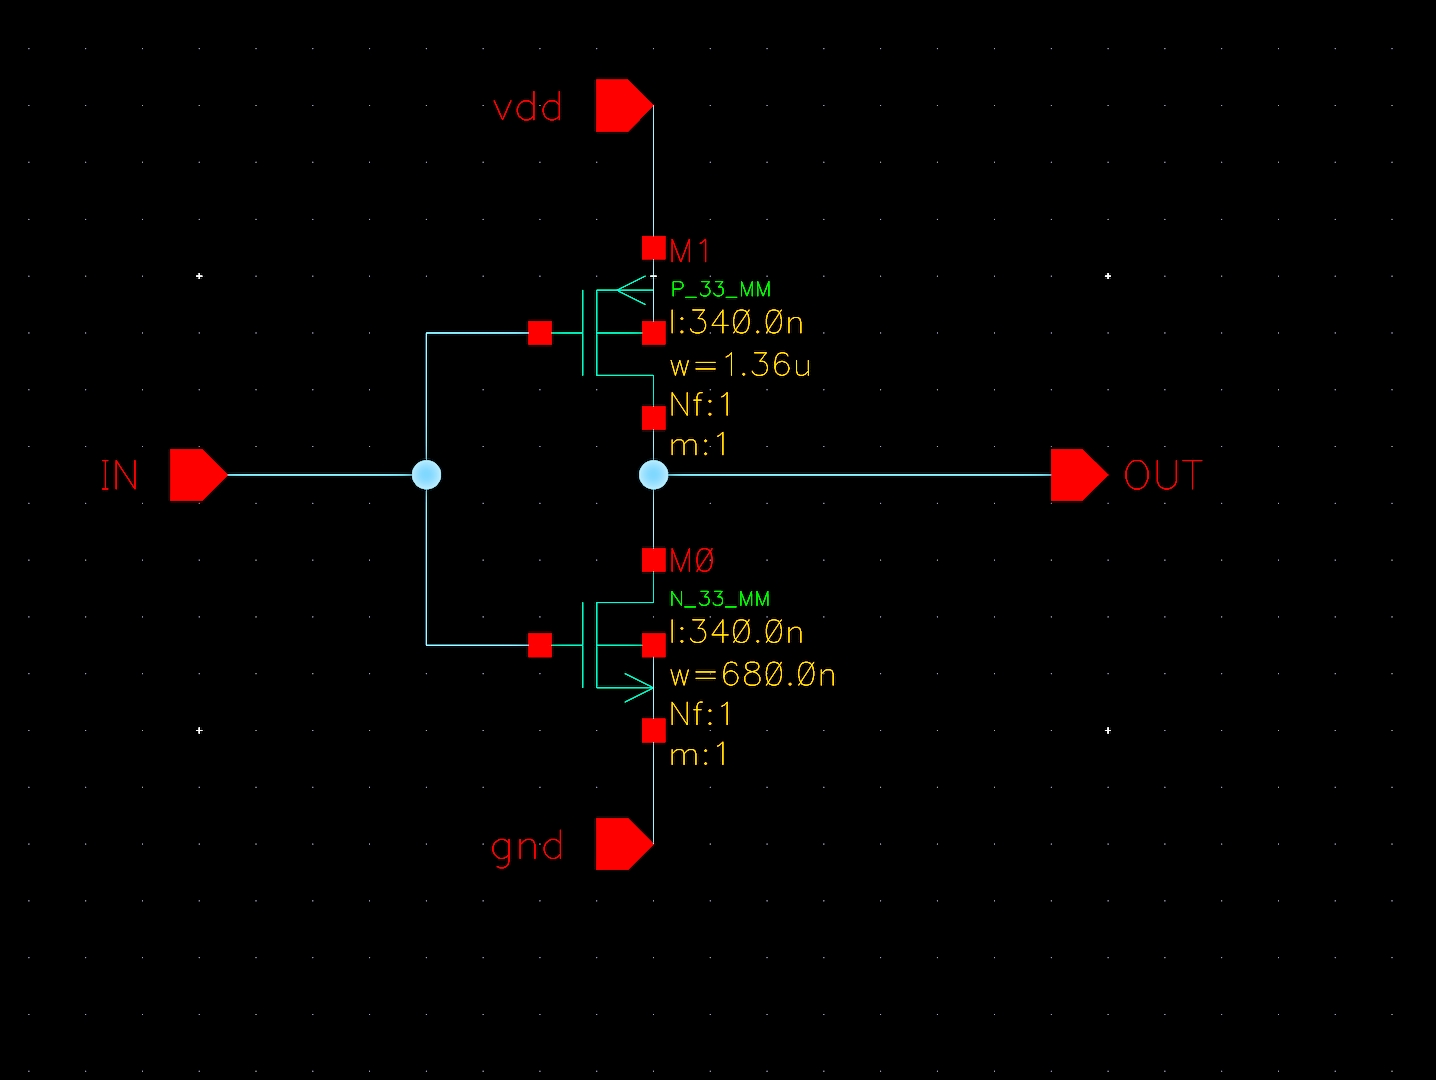 vdd
M1
P_33_MM
l:340.0n
w=1.36u
Nf:1
m:1
IN
OUT
M0
N_33_MM
l:340.0n
w=680.0n
Nf:1
m:1
gnd